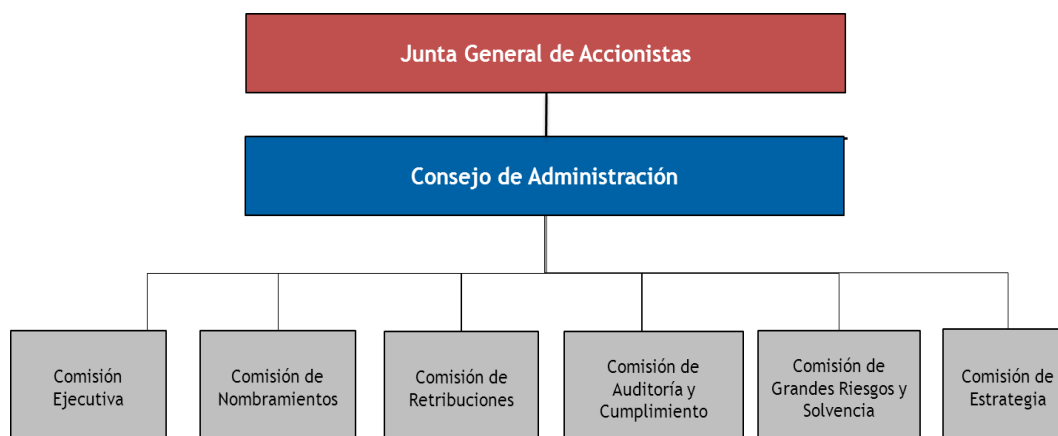 Junta General de Accionistas
Consejo de Administración
Comisión
Ejecutiva
Comisión de
Nombramientos
Comisión de
Retribuciones
Comisión de
Auditoría y
Cumplimiento
Comisión de
Grandes Riesgos y
Solvencia
Comisión de
Estrategia